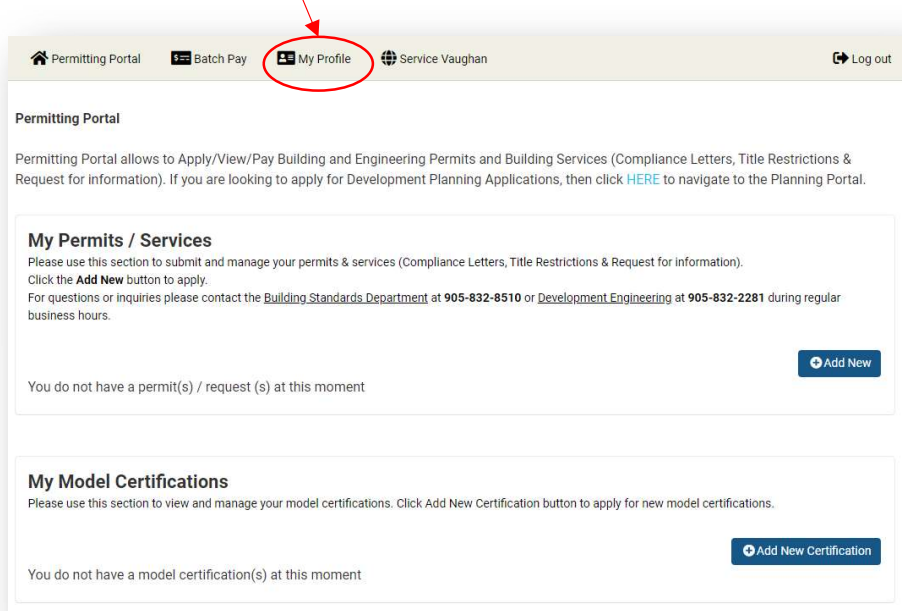 Permitting Portal Batch Pay My Profile Service Vaughan Log out
Permitting Portal
Permitting Portal allows to Apply/View/Pay Building and Engineering Permits and Building Services (Compliance Letters, Title Restrictions &
Request for information). If you are looking to apply for Development Planning Applications, then click HERE to navigate to the Planning Portal.
My Permits / Services
Please use this section to submit and manage your permits & services (Compliance Letters, Title Restrictions & Request for information).
Click the Add New button to apply.
For questions or inquiries please contact the Building Standards Department at 905-832-8510 or Development Engineering at 905-832-2281 during regular
business hours.
Add New
You do not have a permit(s) / request (s) at this moment
My Model Certifications
Please use this section to view and manage your model certifications. Click Add New Certification button to apply for new model certifications.
Add New Certification
You do not have a model certification(s) at this moment